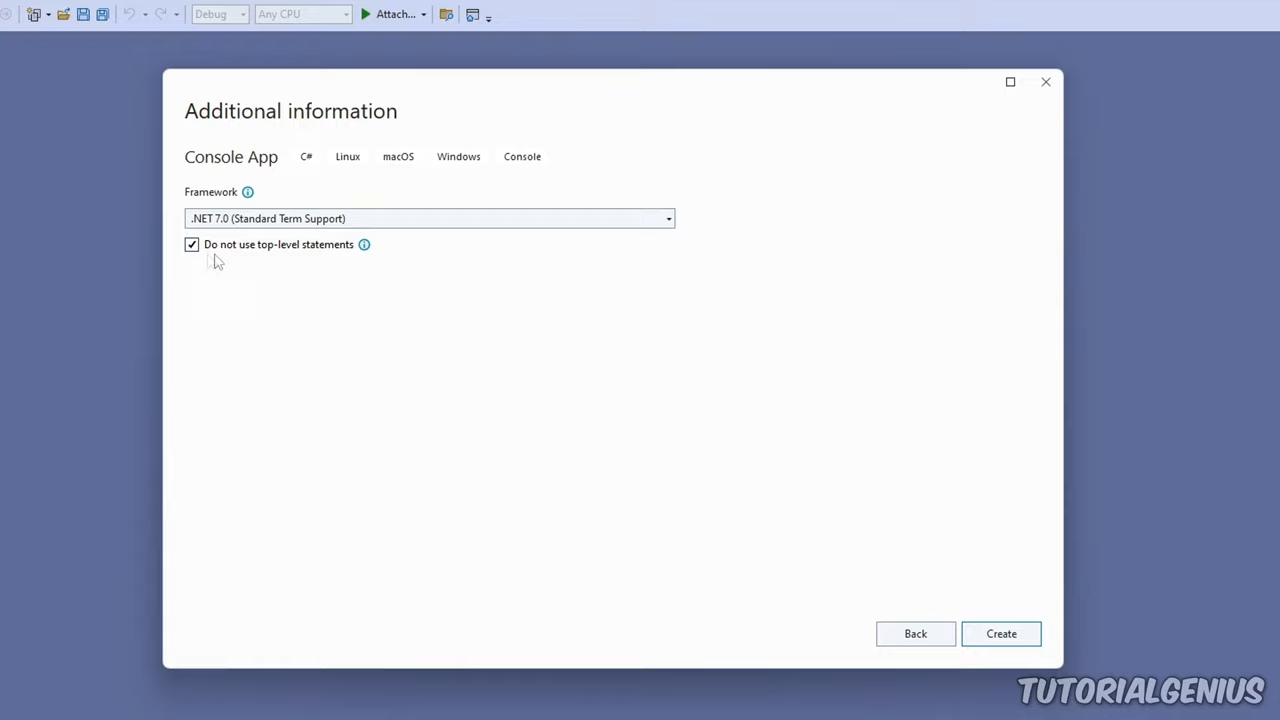 Debug
Any CPU
Attach...
Additional information
Console App C# Linux macOS Windows Console
Framework
.NET 7.0 (Standard Term Support)
Do not use top-level statements
Back Create
TUTORIALGENIUS